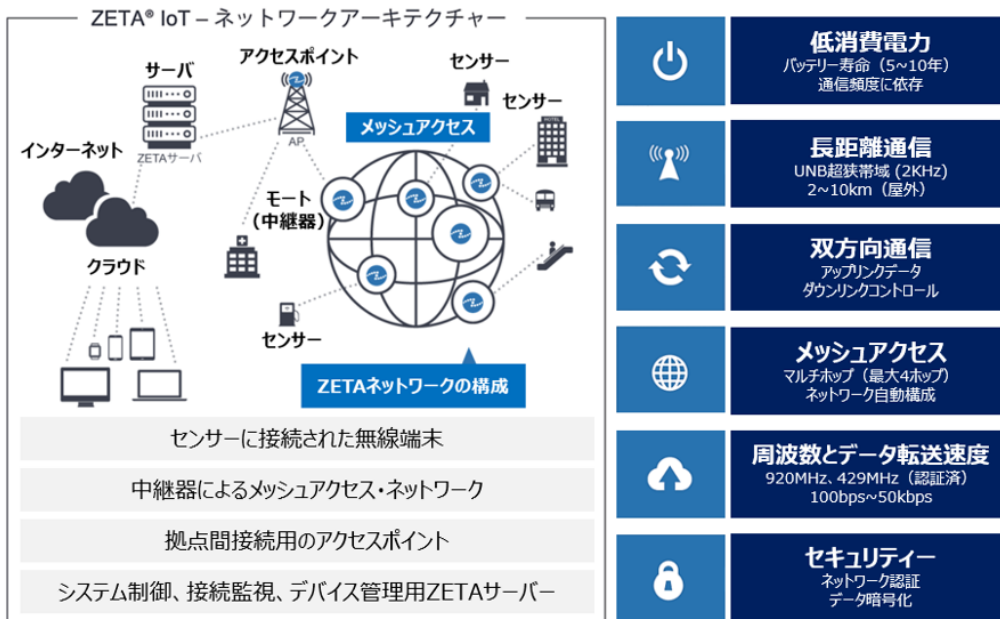 ZETA® IoT – ネットワークアーキテクチャー
サーバ
アクセスポイント
センサー
センサー
メッシュアクセス
AP
ZETAサーバ
インターネット
モート
(中継器)
クラウド
センサー
ZETAネットワークの構成
センサーに接続された無線端末
中継器によるメッシュアクセス・ネットワーク
拠点間接続用のアクセスポイント
システム制御、接続監視、デバイス管理用ZETAサーバー
低消費電力
バッテリー寿命（5~10年）
通信頻度に依存
長距離通信
UNB超狭帯域 (2KHz)
2~10km（屋外）
双方向通信
アップリンクデータ
ダウンリンクコントロール
メッシュアクセス
マルチホップ（最大4ホップ）
ネットワーク自動構成
周波数とデータ転送速度
920MHz、429MHz（認証済）
100bps~50kbps
セキュリティー
ネットワーク認証
データ暗号化